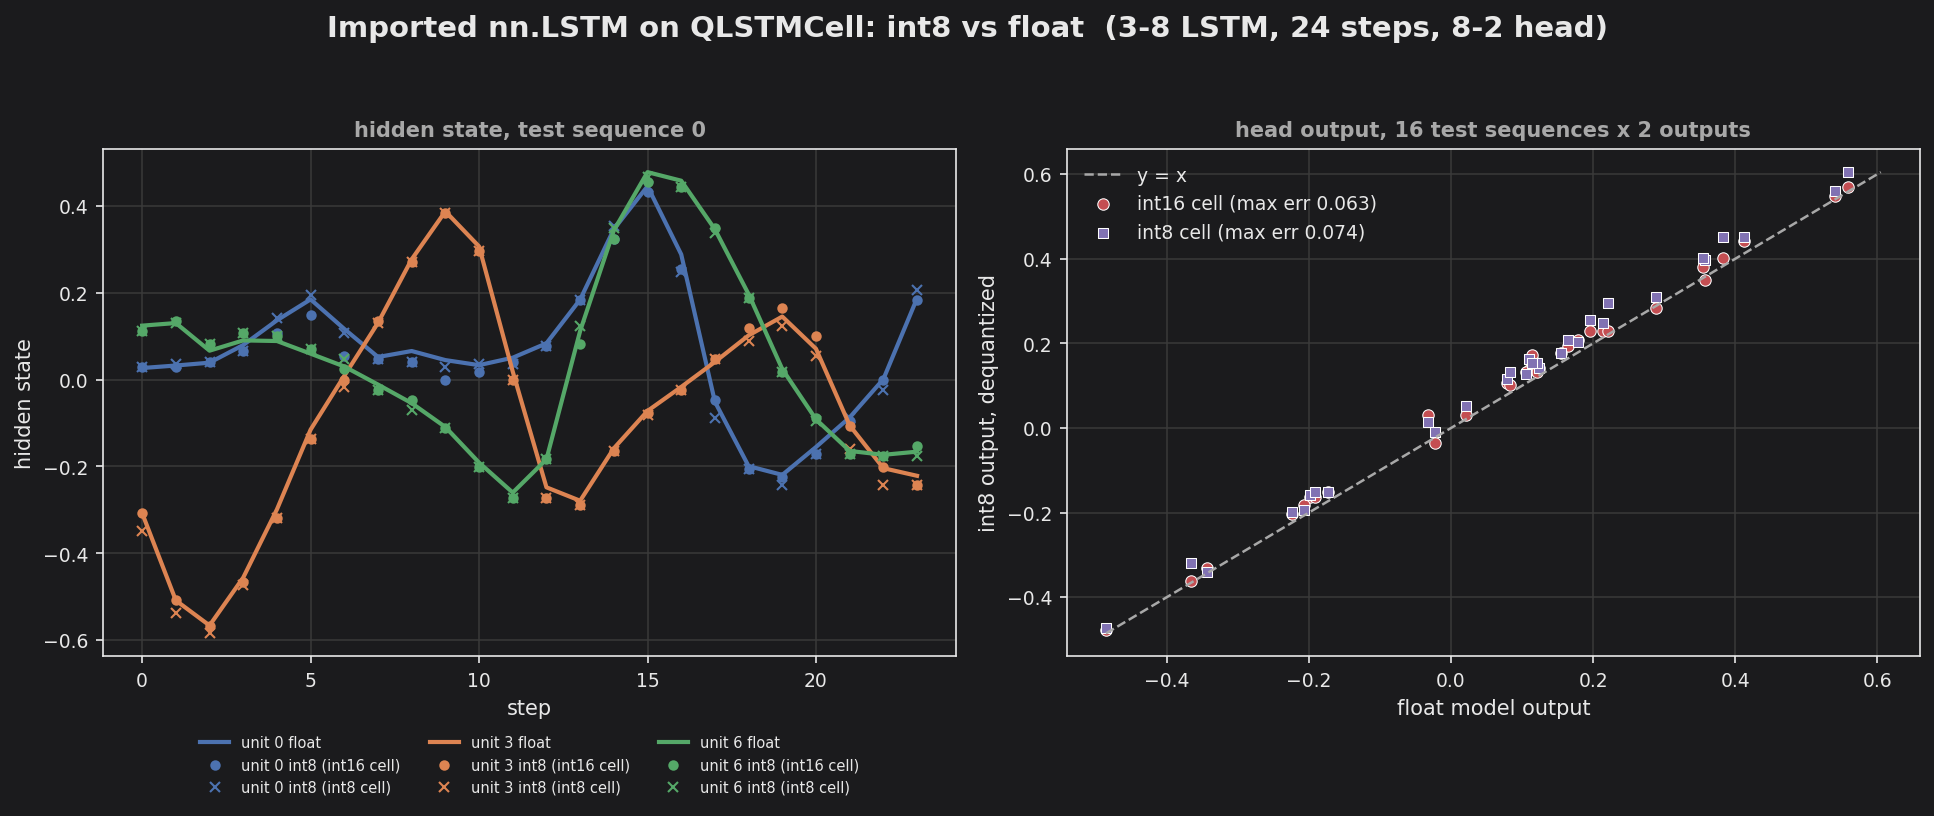 Imported nn.LSTM on QLSTMCell: int8 vs float  (3-8 LSTM, 24 steps, 8-2 head)
hidden state, test sequence 0
hidden state
0.4
0.2
0.0
−0.2
−0.4
−0.6
0
5
10
15
20
step
unit 0 float
unit 0 int8 (int16 cell)
unit 0 int8 (int8 cell)
unit 3 float
unit 3 int8 (int16 cell)
unit 3 int8 (int8 cell)
unit 6 float
unit 6 int8 (int16 cell)
unit 6 int8 (int8 cell)
head output, 16 test sequences x 2 outputs
int8 output, dequantized
0.6
0.4
0.2
0.0
−0.2
−0.4
y = x
int16 cell (max err 0.063)
int8 cell (max err 0.074)
−0.4
−0.2
0.0
0.2
0.4
0.6
float model output